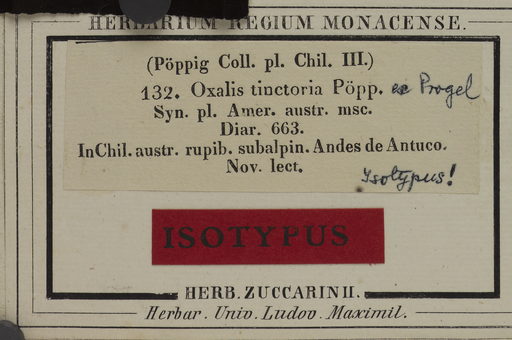 HERBARIUM REGIUM MONACENSE.
(Pöppig Coll. pl. Chil. III.)
132. Oxalis tinctoria Pöpp. ex Progel
Syn. pl. Amer. austr. msc.
Diar. 663.
InChil. austr. rupib. subalpin. Andes de Antuco.
Nov. lect.
Isotypus!
ISOTYPUS
HERB. ZUCCARINII.
Herbar. Univ. Ludov. Maximil.